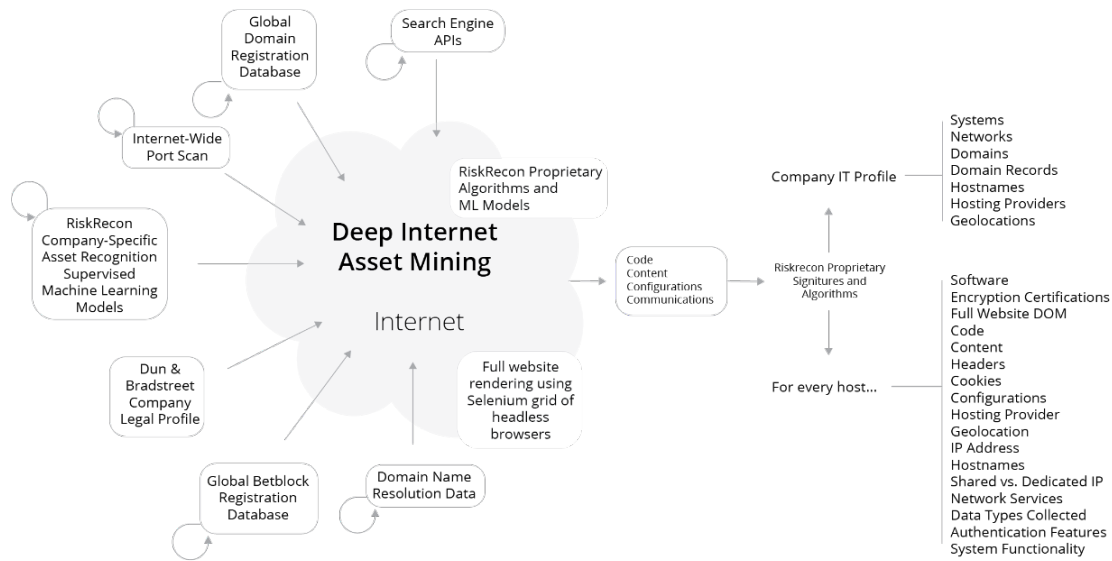 Global
Domain
Registration
Database
Search Engine
APIs
Internet-Wide
Port Scan
RiskRecon
Company-Specific
Asset Recognition
Supervised
Machine Learning
Models
Dun &
Bradstreet
Company
Legal Profile
Global Betblock
Registration
Database
Domain Name
Resolution Data
RiskRecon Proprietary
Algorithms and
ML Models
Deep Internet
Asset Mining
Internet
Full website
rendering using
Selenium grid of
headless
browsers
Code
Content
Configurations
Communications
Company IT Profile
Riskrecon Proprietary
Signitures and
Algorithms
For every host...
Systems
Networks
Domains
Domain Records
Hostnames
Hosting Providers
Geolocations
Software
Encryption Certifications
Full Website DOM
Code
Content
Headers
Cookies
Configurations
Hosting Provider
Geolocation
IP Address
Hostnames
Shared vs. Dedicated IP
Network Services
Data Types Collected
Authentication Features
System Functionality